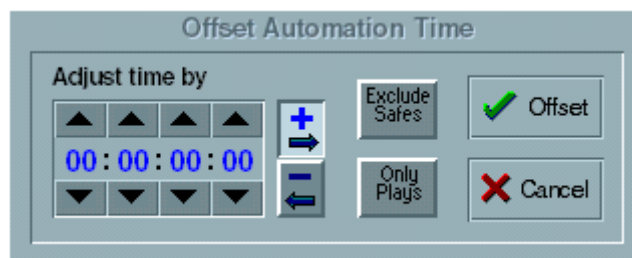 Offset Automation Time
Adjust time by
00 : 00 : 00 : 00
+
−
Exclude
Safes
Only
Plays
Offset
Cancel